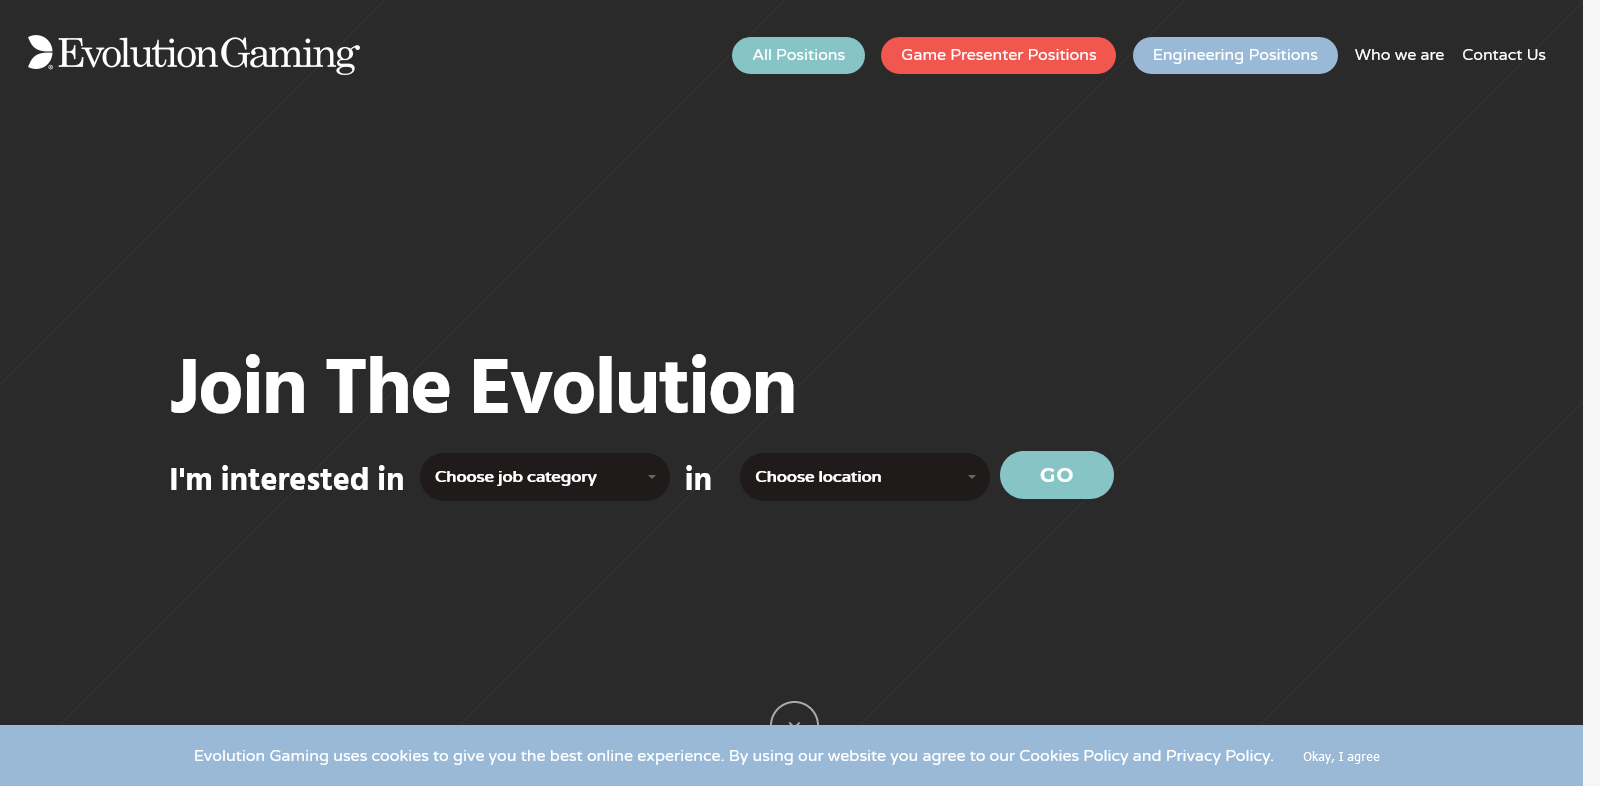 Evolution Gaming
All Positions
Game Presenter Positions
Engineering Positions
Who we are
Contact Us
Join The Evolution
I'm interested in
Choose job category
in
Choose location
GO
Evolution Gaming uses cookies to give you the best online experience. By using our website you agree to our Cookies Policy and Privacy Policy.
Okay, I agree